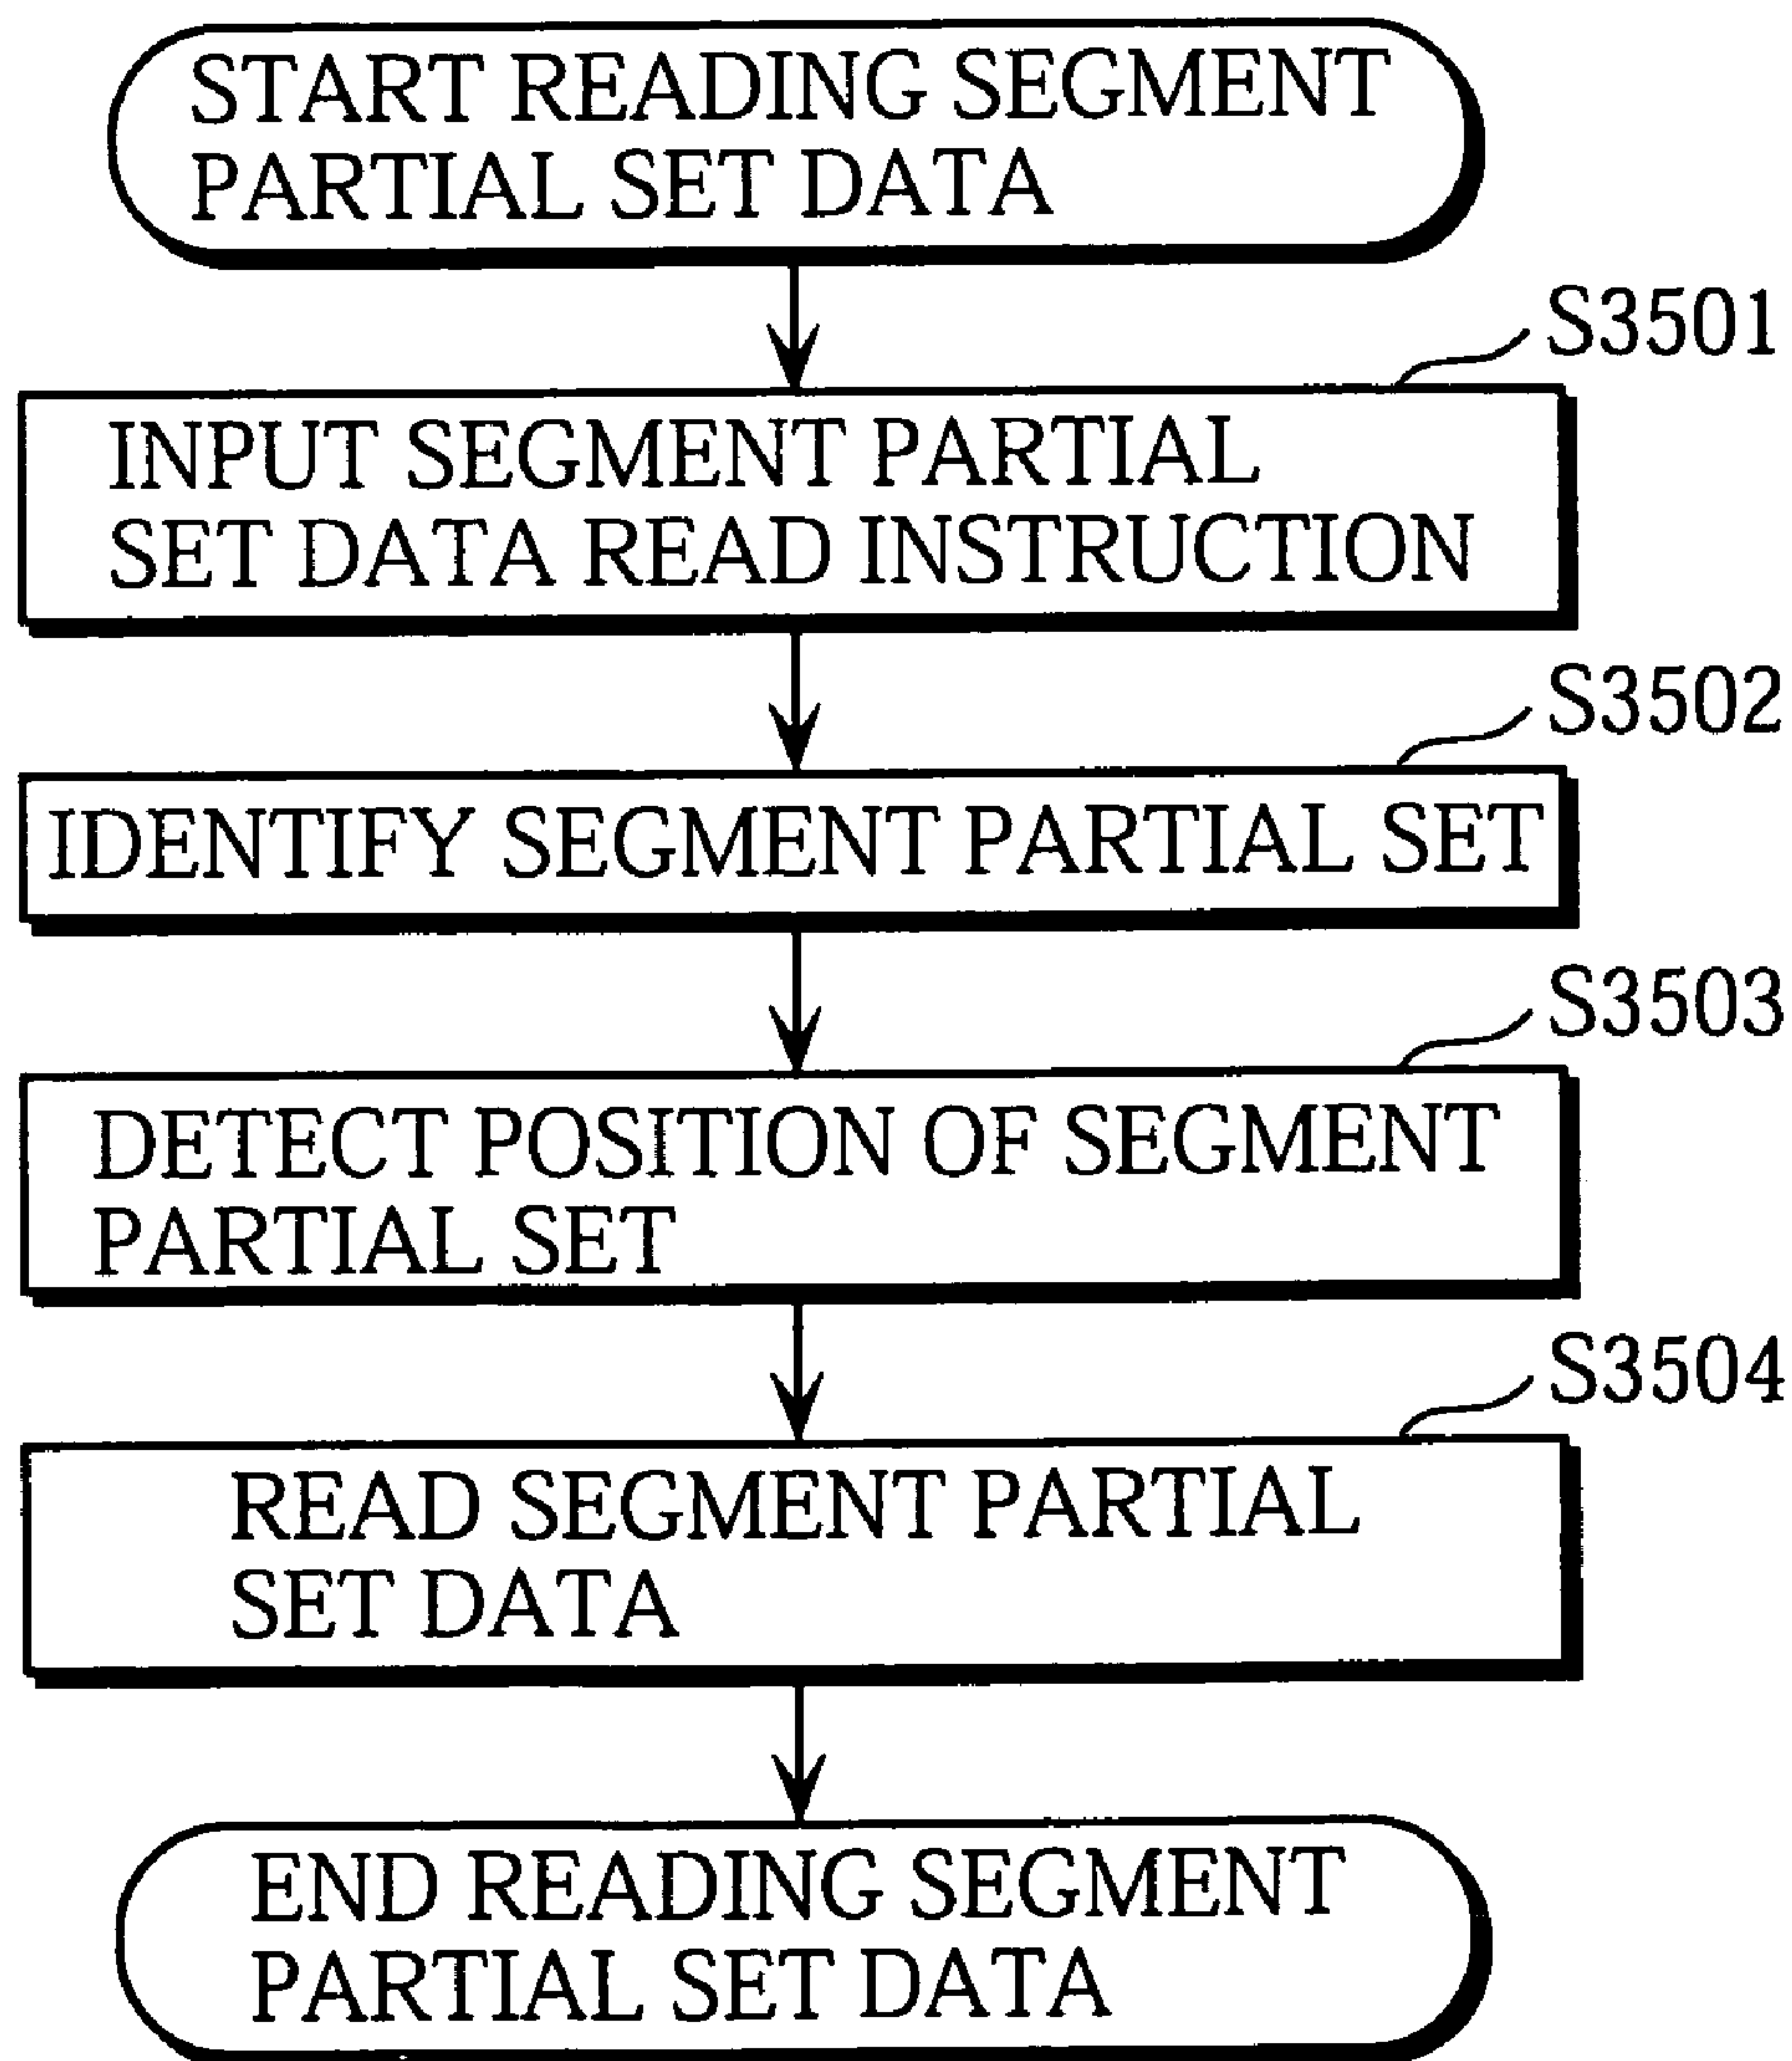 START READING SEGMENT
PARTIAL SET DATA
S3501
INPUT SEGMENT PARTIAL
SET DATA READ INSTRUCTION
S3502
IDENTIFY SEGMENT PARTIAL SET
S3503
DETECT POSITION OF SEGMENT
PARTIAL SET
S3504
READ SEGMENT PARTIAL
SET DATA
END READING SEGMENT
PARTIAL SET DATA